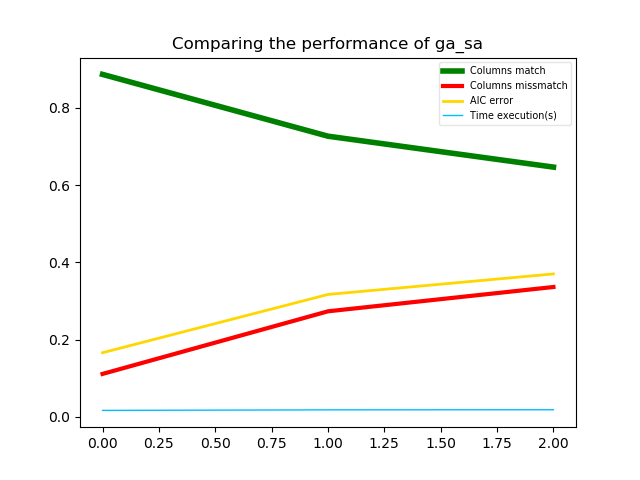 Comparing the performance of ga_sa
Columns match
Columns missmatch
AIC error
Time execution(s)
0.8
0.6
0.4
0.2
0.0
0.00 0.25 0.50 0.75 1.00 1.25 1.50 1.75 2.00